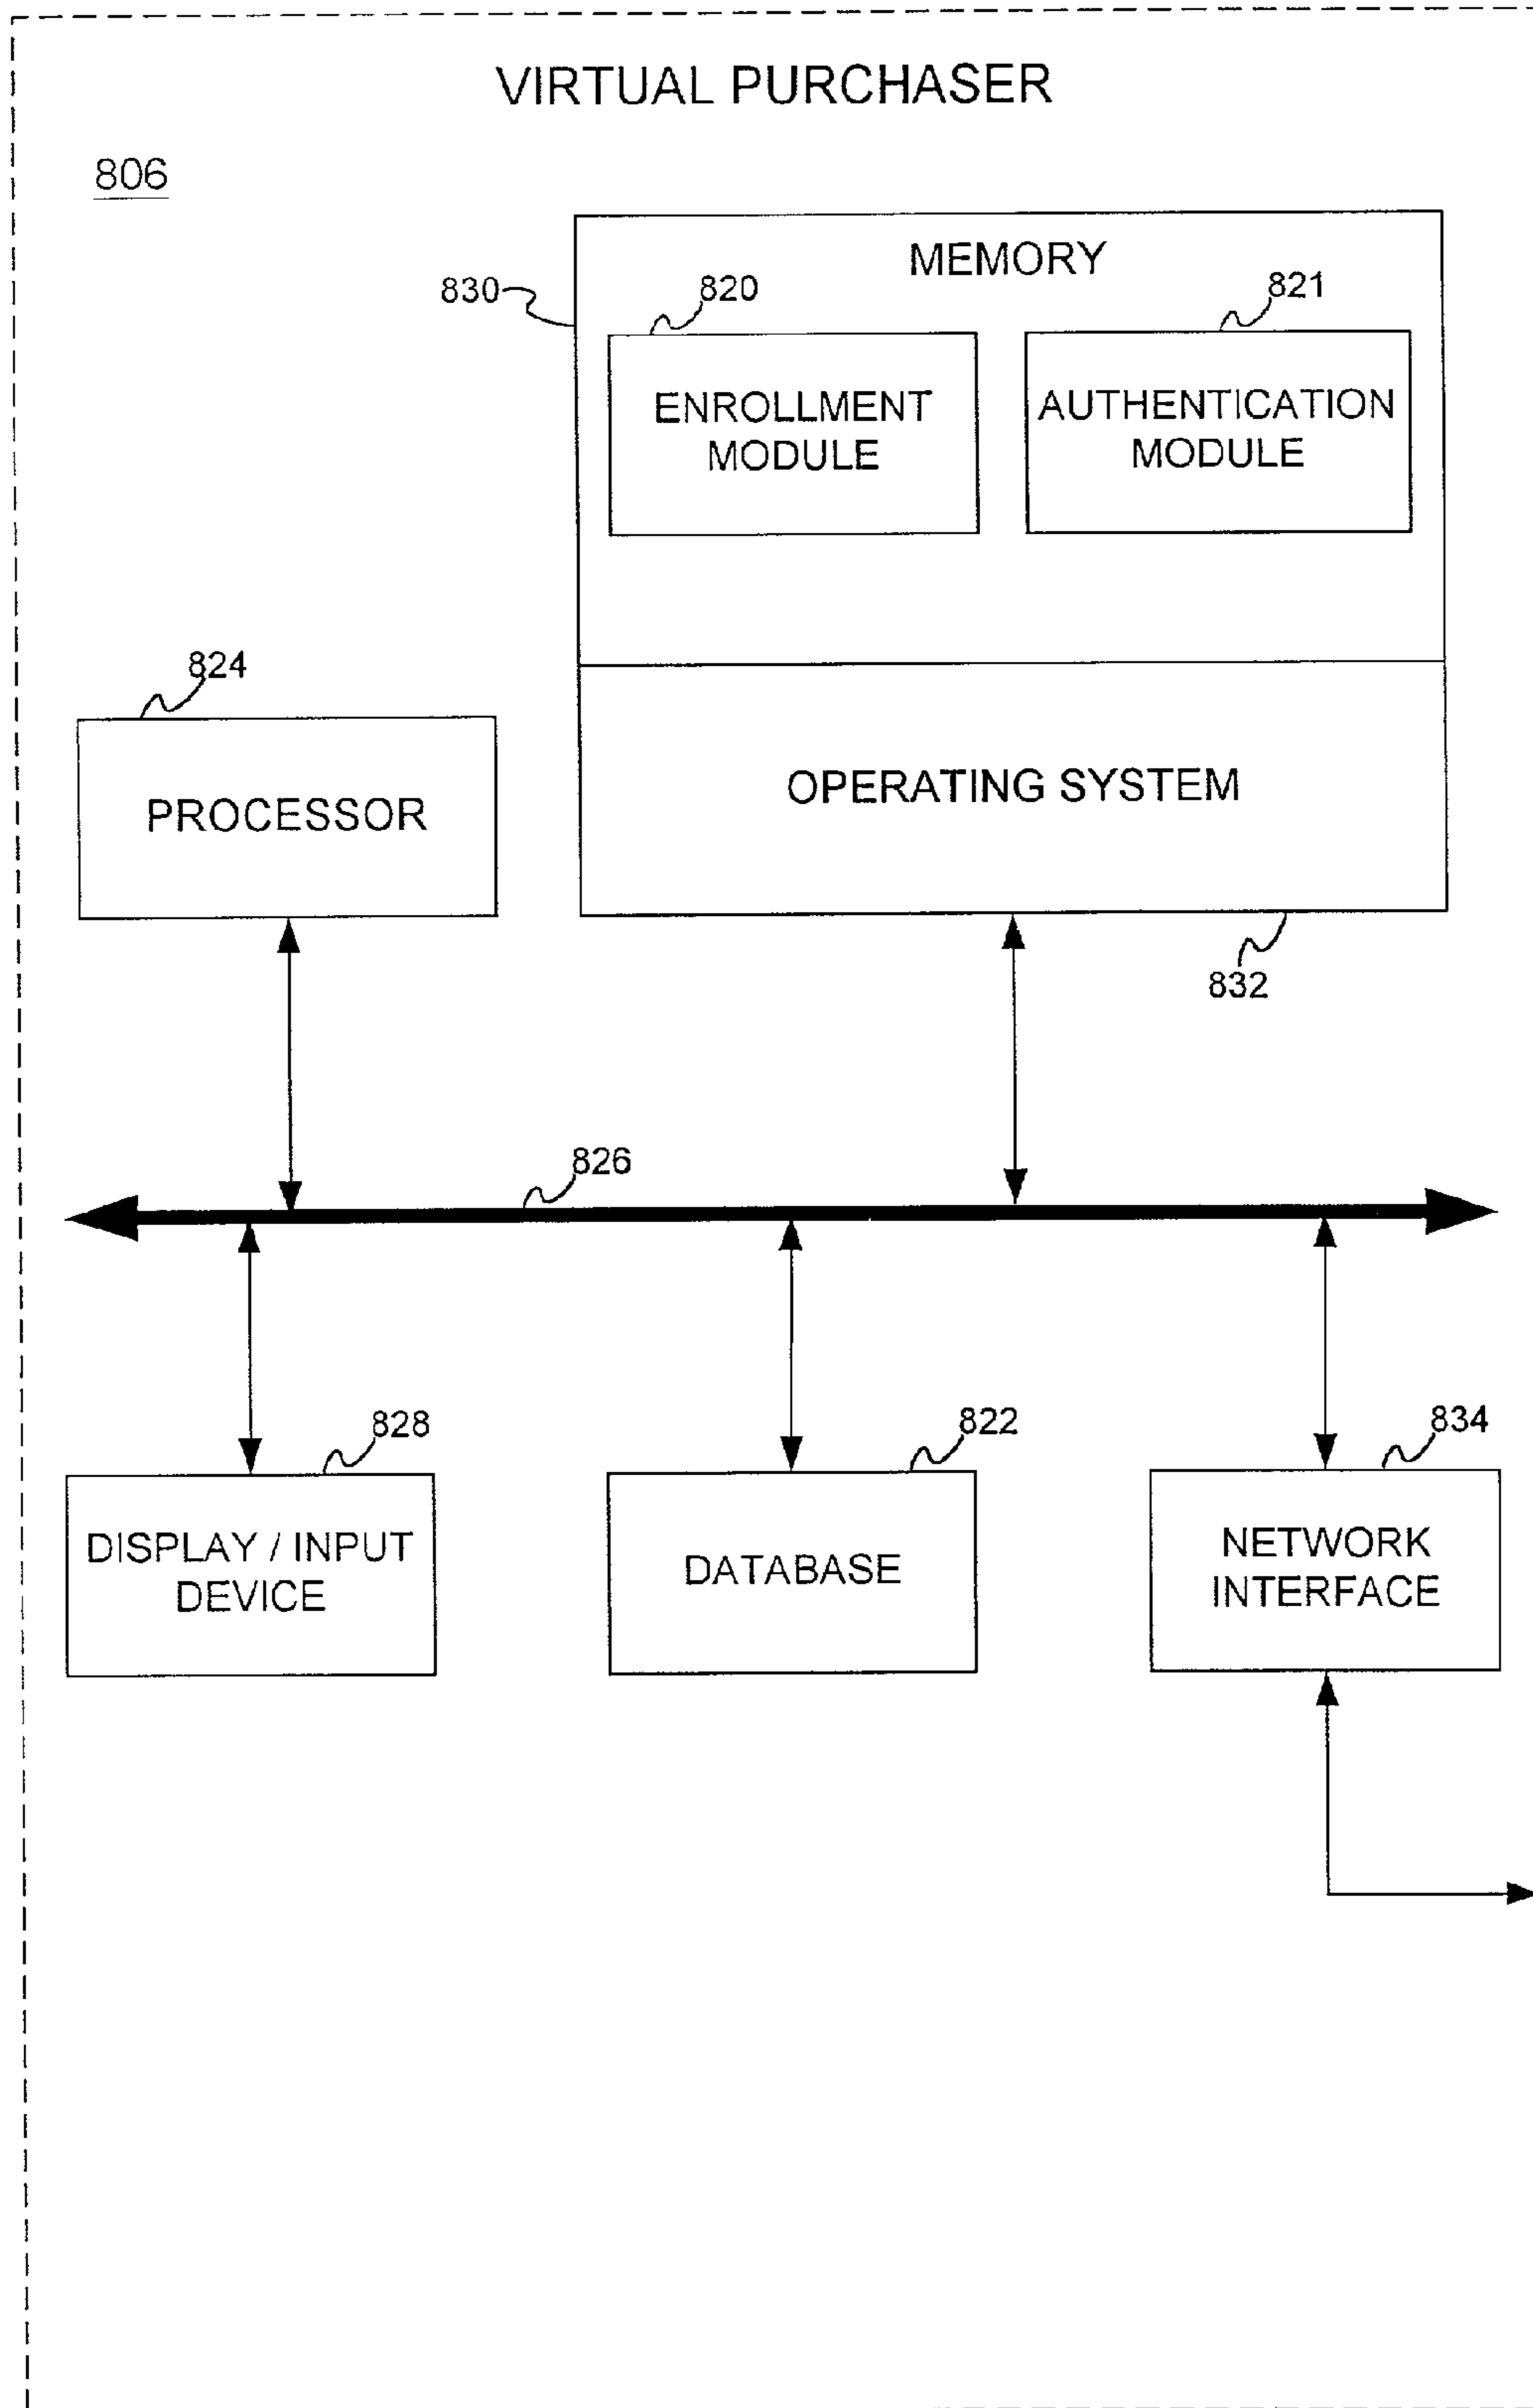 VIRTUAL PURCHASER
806
MEMORY
830
820
821
ENROLLMENT
MODULE
AUTHENTICATION
MODULE
824
PROCESSOR
OPERATING SYSTEM
832
826
828
822
834
DISPLAY / INPUT
DEVICE
DATABASE
NETWORK
INTERFACE